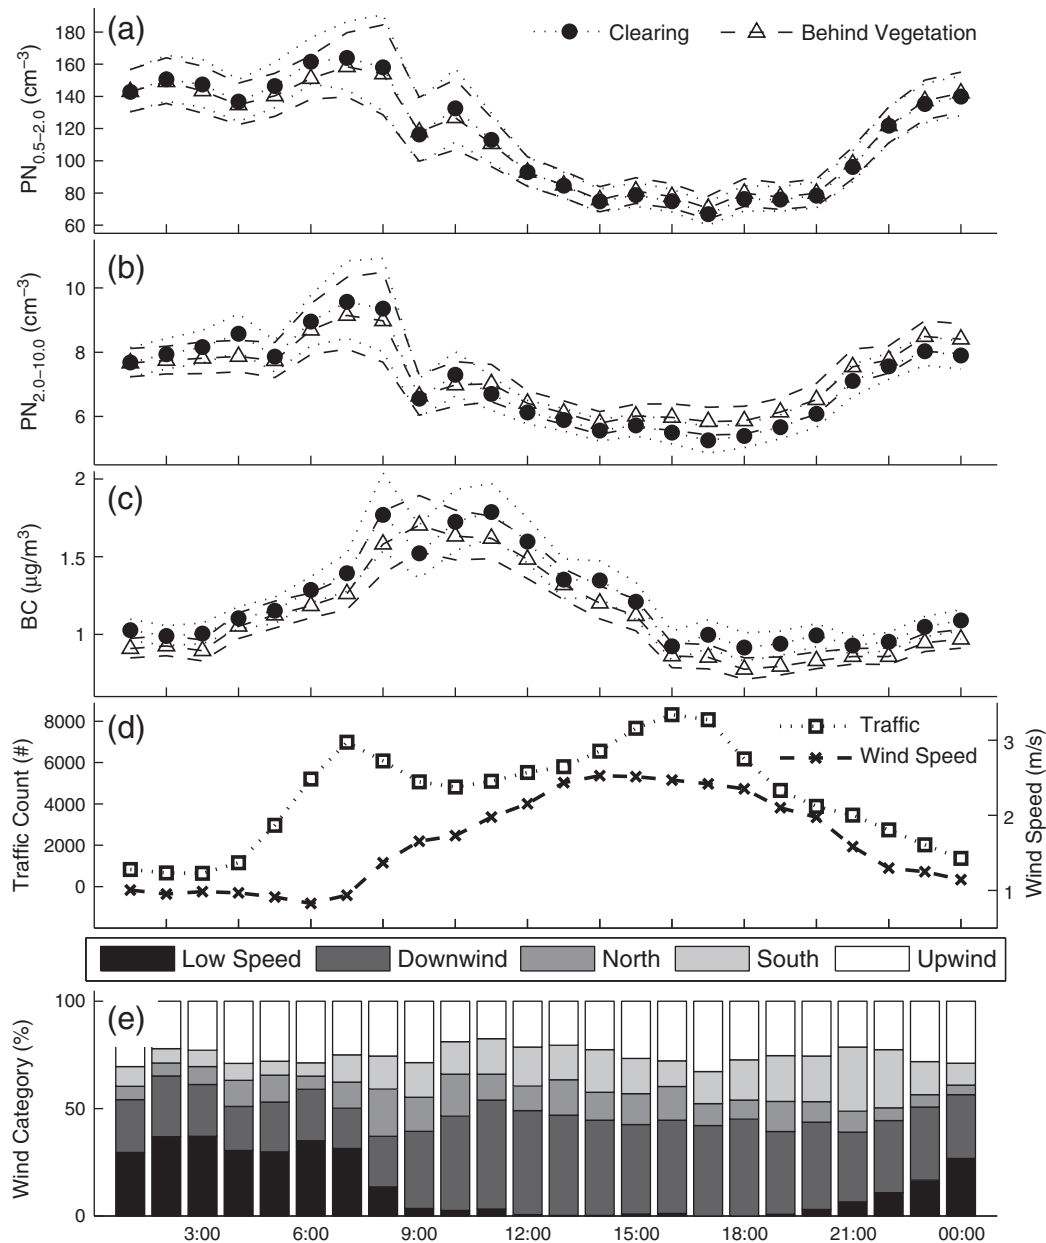 (a)
Clearing
Behind Vegetation
PN0.5–2.0 (cm−3)
180
160
140
120
100
80
60
(b)
PN2.0–10.0 (cm−3)
10
8
6
(c)
BC (μg/m3)
2
1.5
1
(d)
Traffic
Wind Speed
Traffic Count (#)
8000
6000
4000
2000
0
Wind Speed (m/s)
3
2
1
Low Speed Downwind North South Upwind
(e)
Wind Category (%)
100
50
0
3:00 6:00 9:00 12:00 15:00 18:00 21:00 00:00